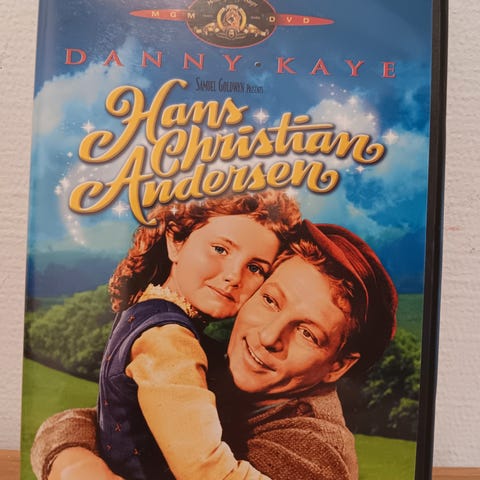 MGM DVD
DANNY·KAYE
SAMUEL GOLDWYN PRESENTS
Hans
Christian
Andersen